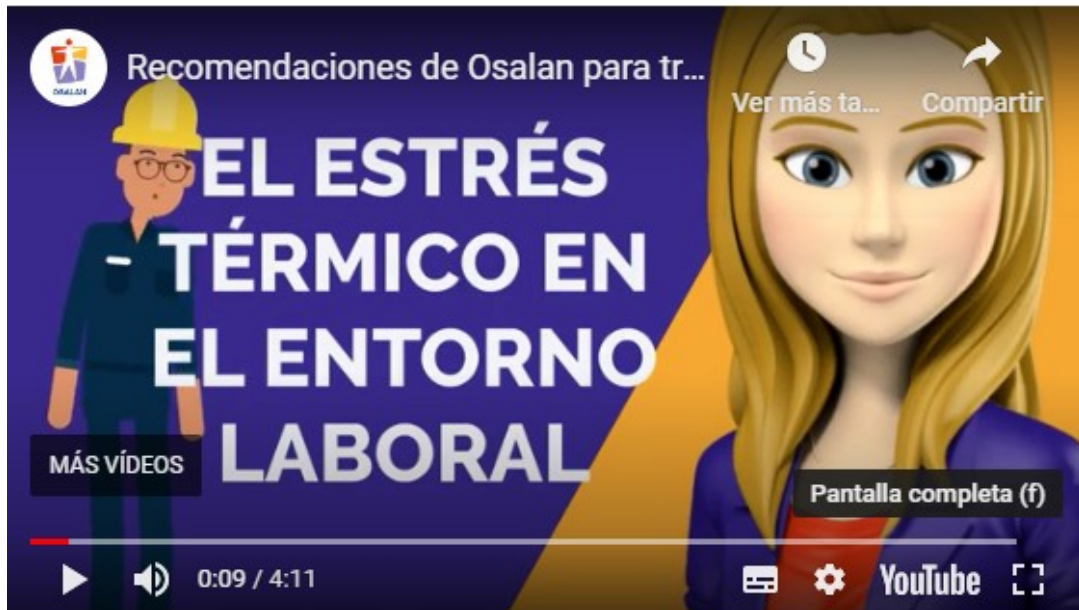 OSALAN
Recomendaciones de Osalan para tr...
Ver más ta...
Compartir
EL ESTRÉS
TÉRMICO EN
EL ENTORNO
LABORAL
MÁS VÍDEOS
Pantalla completa (f)
0:09 / 4:11
YouTube